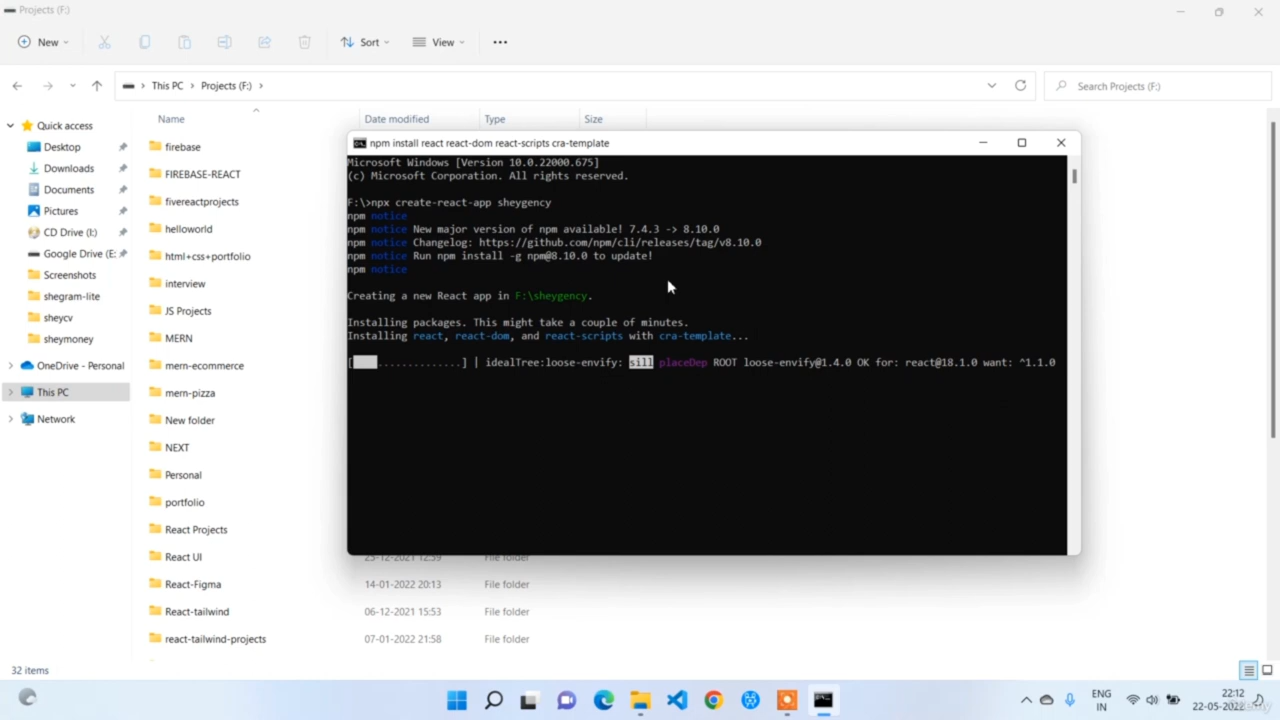 Projects (F:)
New
Sort
View
This PC
Projects (F:)
Search Projects (F:)
Name
Date modified
Type
Size
Quick access
Desktop
Downloads
Documents
Pictures
CD Drive (I:)
Google Drive (E:
Screenshots
shegram-lite
sheycv
sheymoney
OneDrive - Personal
This PC
Network
firebase
FIREBASE-REACT
fivereactprojects
helloworld
html+css+portfolio
interview
JS Projects
MERN
mern-ecommerce
mern-pizza
New folder
NEXT
Personal
portfolio
React Projects
React UI
React-Figma
React-tailwind
react-tailwind-projects
npm install react react-dom react-scripts cra-template
Microsoft Windows [Version 10.0.22000.675]
(c) Microsoft Corporation. All rights reserved.
F:\>npx create-react-app sheygency
npm notice
npm notice New major version of npm available! 7.4.3 -> 8.10.0
npm notice Changelog: https://github.com/npm/cli/releases/tag/v8.10.0
npm notice Run npm install -g npm@8.10.0 to update!
npm notice
Creating a new React app in F:\sheygency.
Installing packages. This might take a couple of minutes.
Installing react, react-dom, and react-scripts with cra-template...
[ ..............] | idealTree:loose-envify: sill placeDep ROOT loose-envify@1.4.0 OK for: react@18.1.0 want: ^1.1.0
25-12-2021 12:59 File folder
14-01-2022 20:13 File folder
06-12-2021 15:53 File folder
07-01-2022 21:58 File folder
32 items
ENG
IN
22:12
22-05-2022